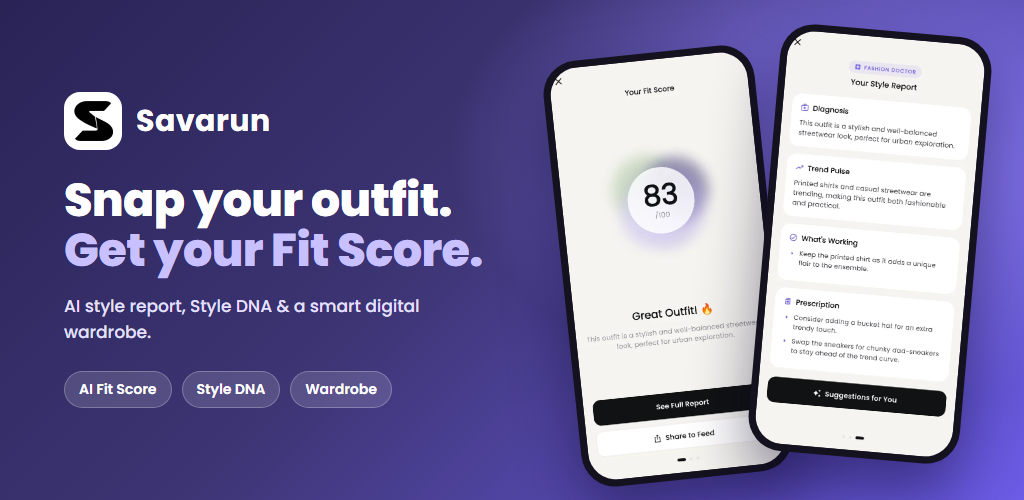 Savarun
Snap your outfit.
Get your Fit Score.
AI style report, Style DNA & a smart digital
wardrobe.
AI Fit Score
Style DNA
Wardrobe
Your Fit Score
83
/100
Great Outfit! 🔥
This outfit is a stylish and well-balanced
look, perfect for urban exploration.
See Full Report
Share to Feed
FASHION DOCTOR
Your Style Report
Diagnosis
This outfit is a stylish and well-balanced
streetwear look, perfect for urban exploration.
Trend Pulse
Printed shirts and casual streetwear are
trending, making this outfit both fashionable
and practical.
What's Working
• Keep the printed shirt as it adds a unique
flair to the ensemble.
Prescription
• Consider adding a bucket hat for an extra
trendy touch.
• Swap the sneakers for chunky dad-sneakers
to stay ahead of the trend curve.
Suggestions for You